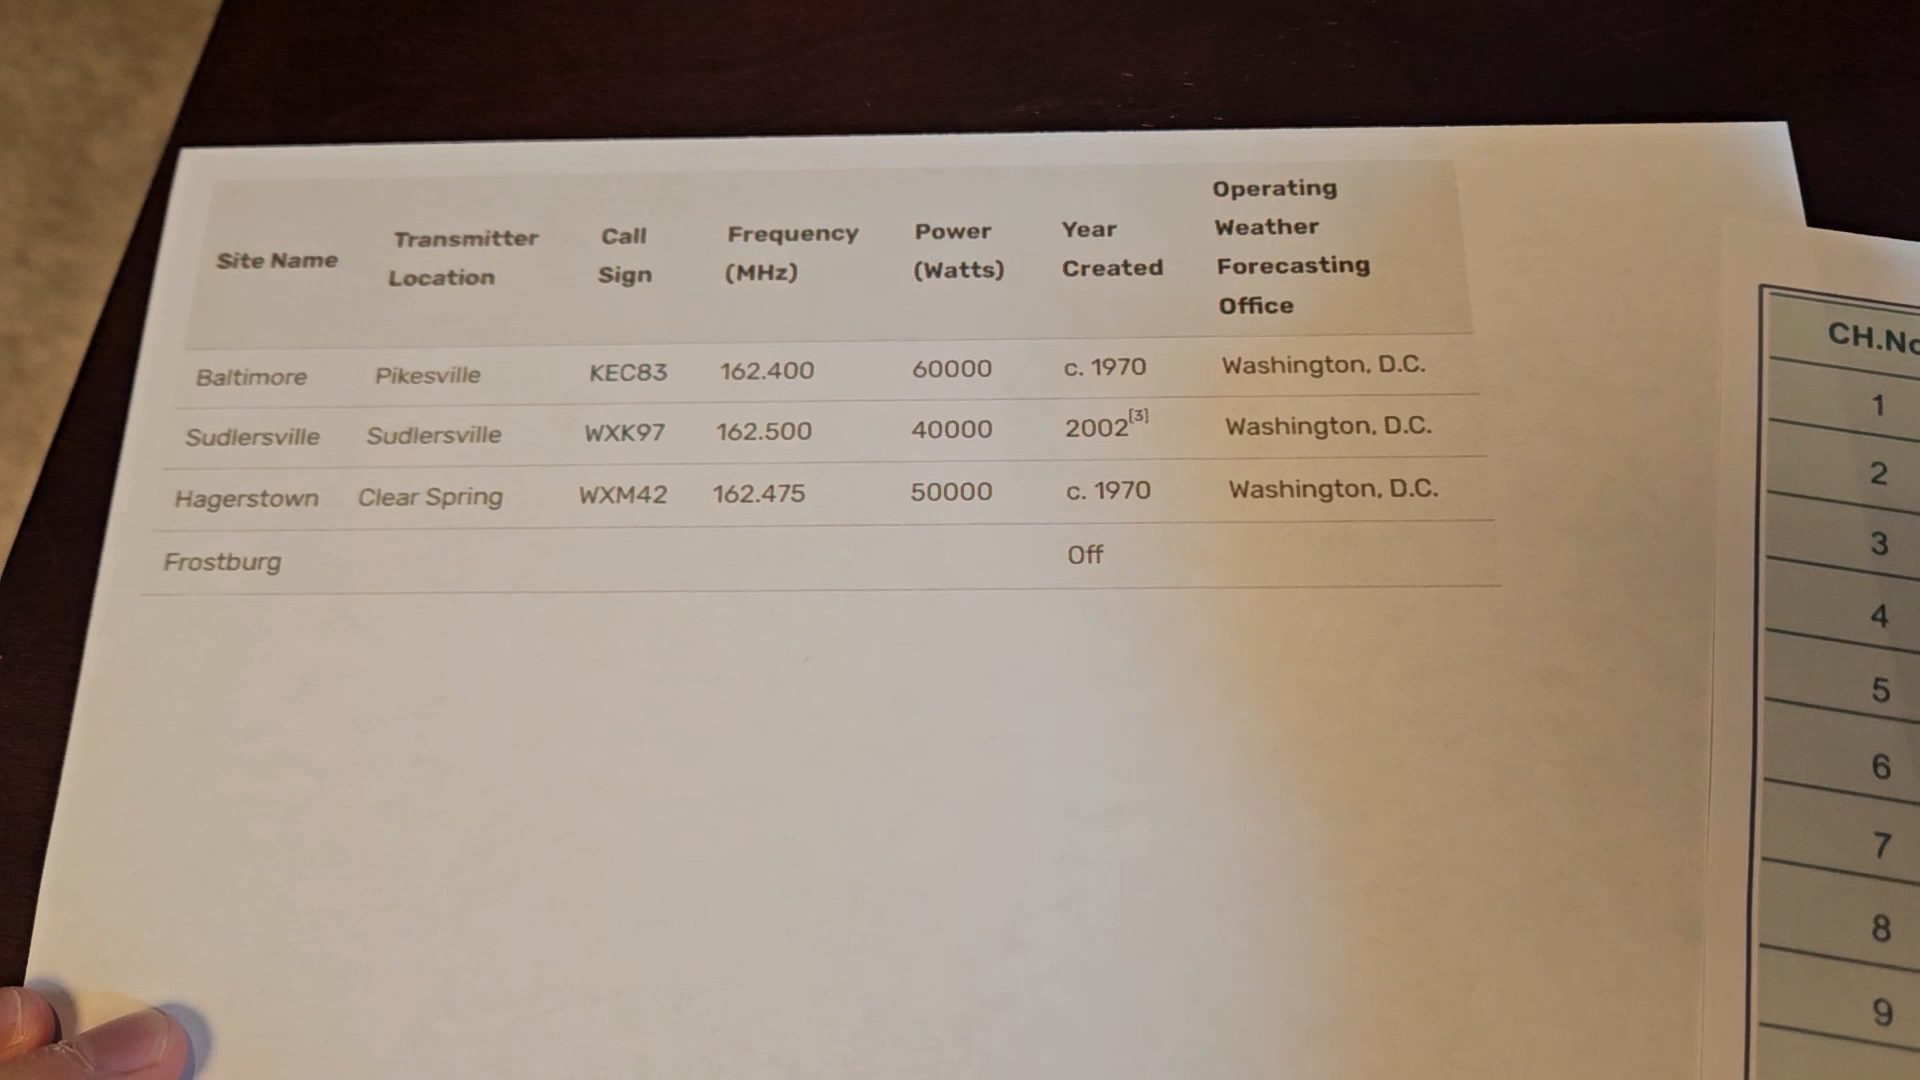 Site Name Transmitter Location Call Sign Frequency (MHz) Power (Watts) Year Created Operating Weather Forecasting Office
Baltimore Pikesville KEC83 162.400 60000 c. 1970 Washington, D.C.
Sudlersville Sudlersville WXK97 162.500 40000 2002[3] Washington, D.C.
Hagerstown Clear Spring WXM42 162.475 50000 c. 1970 Washington, D.C.
Frostburg Off
CH.No
1
2
3
4
5
6
7
8
9